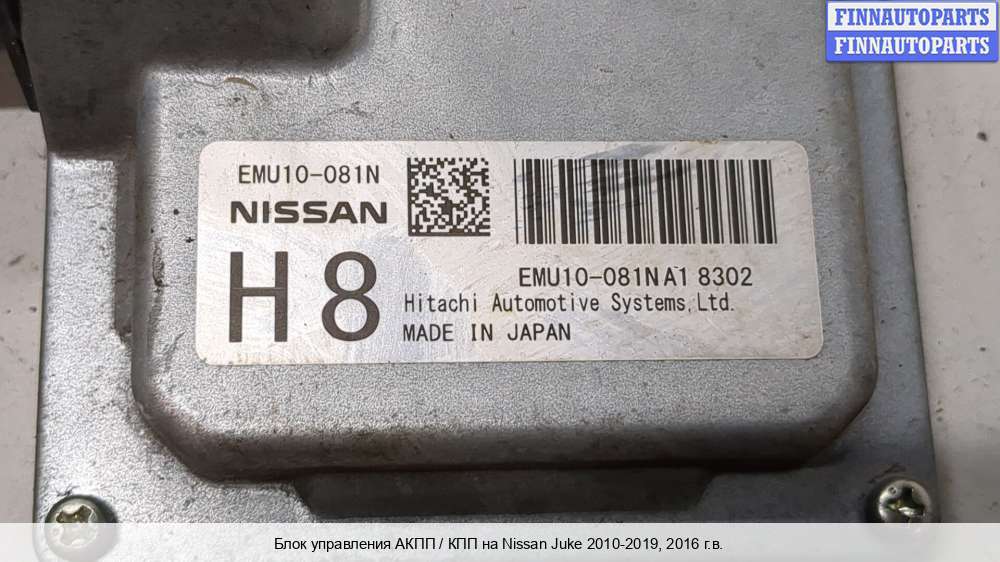 FINNAUTOPARTS
FINNAUTOPARTS
EMU10-081N
NISSAN
H8
EMU10-081NA1 8302
Hitachi Automotive Systems,Ltd.
MADE IN JAPAN
Блок управления АКПП / КПП на Nissan Juke 2010-2019, 2016 г.в.